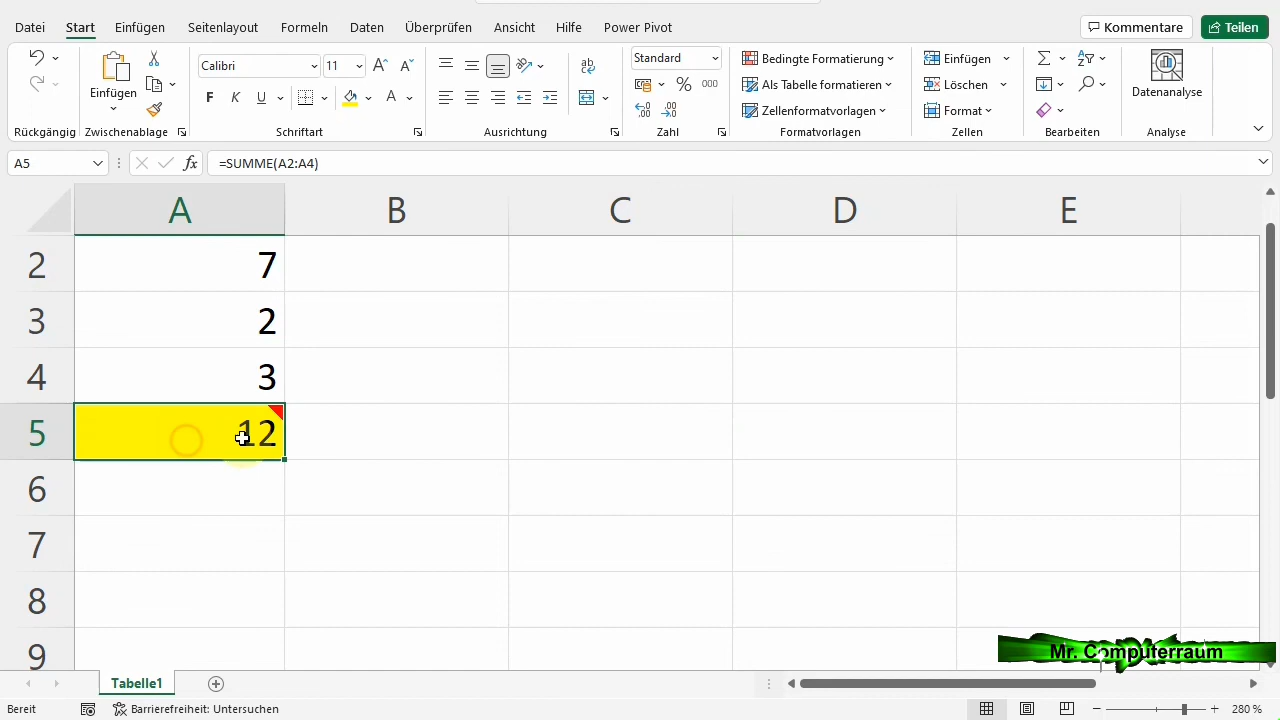 Datei Start Einfügen Seitenlayout Formeln Daten Überprüfen Ansicht Hilfe Power Pivot Kommentare Teilen
Einfügen
Calibri 11
F K U A
ab
Standard
% 000
Bedingte Formatierung
Als Tabelle formatieren
Zellenformatvorlagen
Einfügen
Löschen
Format
Datenanalyse
Rückgängig Zwischenablage Schriftart Ausrichtung Zahl Formatvorlagen Zellen Bearbeiten Analyse
A5 fx =SUMME(A2:A4)
A B C D E
2 7
3 2
4 3
5 12
6
7
8
9
Mr. Computerraum
Tabelle1
Bereit Barrierefreiheit: Untersuchen 280 %